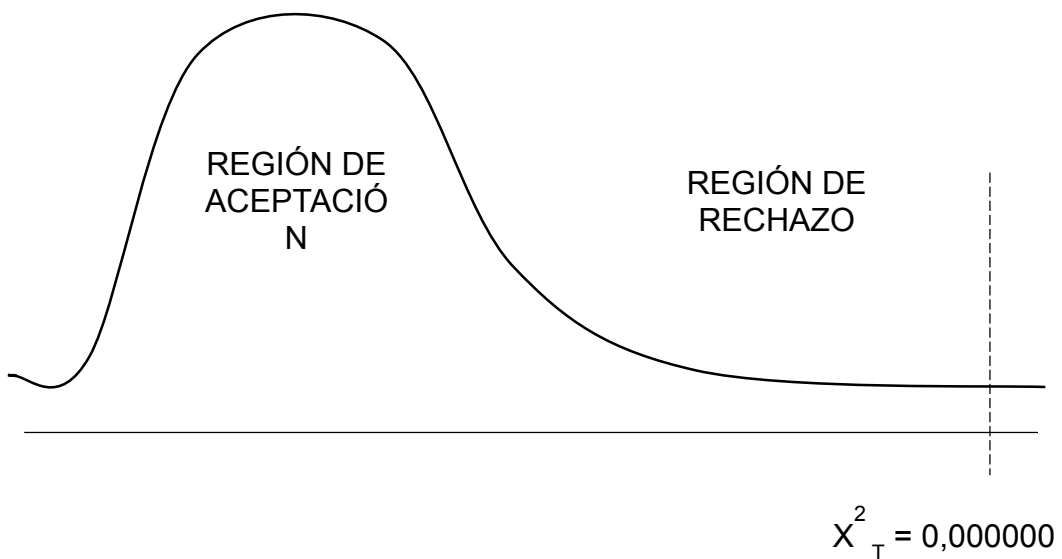 REGIÓN DE
ACEPTACIÓ
N
REGIÓN DE
RECHAZO
X²T = 0,000000